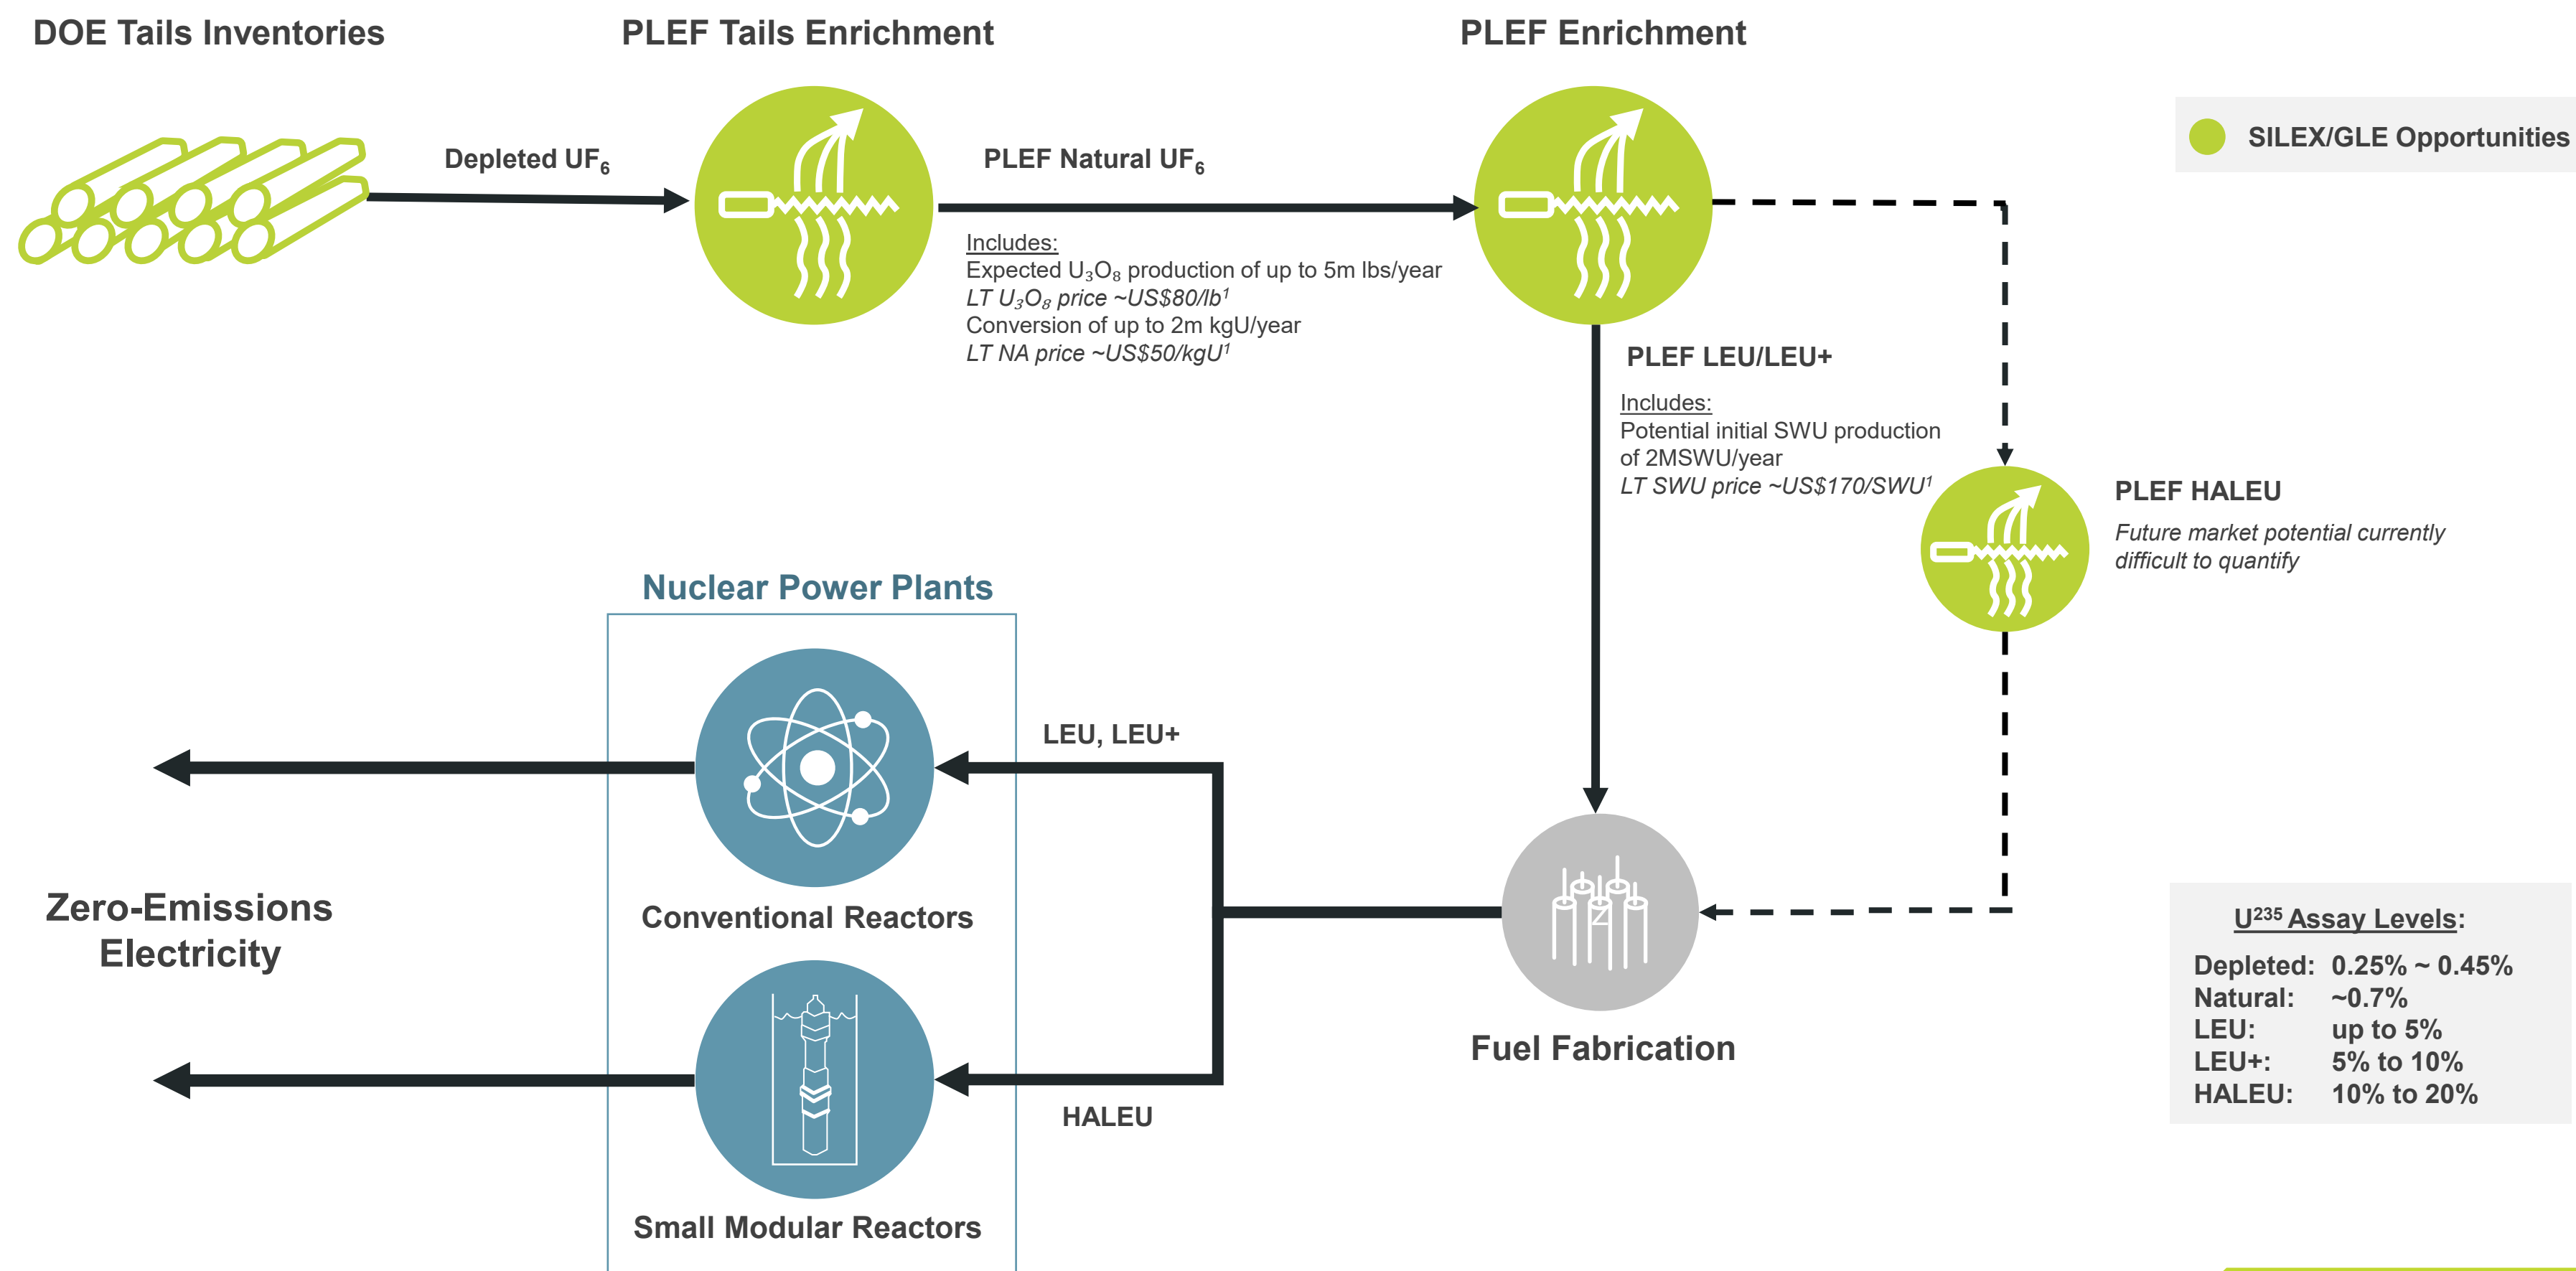 DOE Tails Inventories
PLEF Tails Enrichment
PLEF Enrichment
SILEX/GLE Opportunities
Depleted UF₆
PLEF Natural UF₆
Includes:
Expected U₃O₈ production of up to 5m lbs/year
LT U₃O₈ price ~US$80/lb¹
Conversion of up to 2m kgU/year
LT NA price ~US$50/kgU¹
PLEF LEU/LEU+
Includes:
Potential initial SWU production
of 2MSWU/year
LT SWU price ~US$170/SWU¹
PLEF HALEU
Future market potential currently
difficult to quantify
Nuclear Power Plants
LEU, LEU+
Conventional Reactors
Zero-Emissions
Electricity
Fuel Fabrication
HALEU
Small Modular Reactors
U²³⁵ Assay Levels:
Depleted: 0.25% ~ 0.45%
Natural: ~0.7%
LEU: up to 5%
LEU+: 5% to 10%
HALEU: 10% to 20%